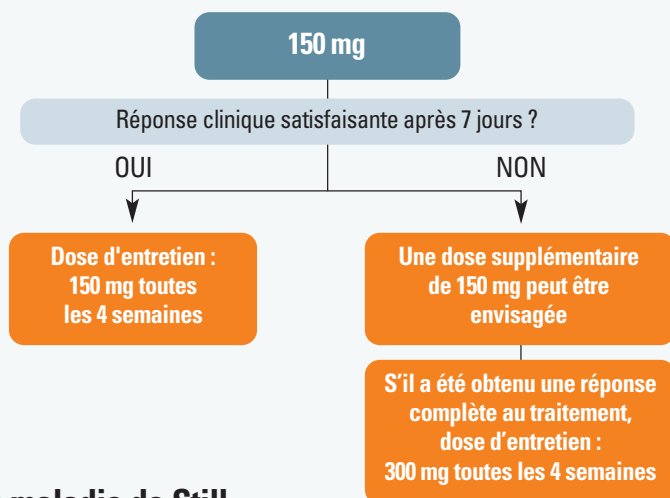 150 mg
Réponse clinique satisfaisante après 7 jours ?
OUI
NON
Dose d'entretien :
150 mg toutes
les 4 semaines
Une dose supplémentaire
de 150 mg peut être
envisagée
S’il a été obtenu une réponse
complète au traitement,
dose d’entretien :
300 mg toutes les 4 semaines
maladie de Still